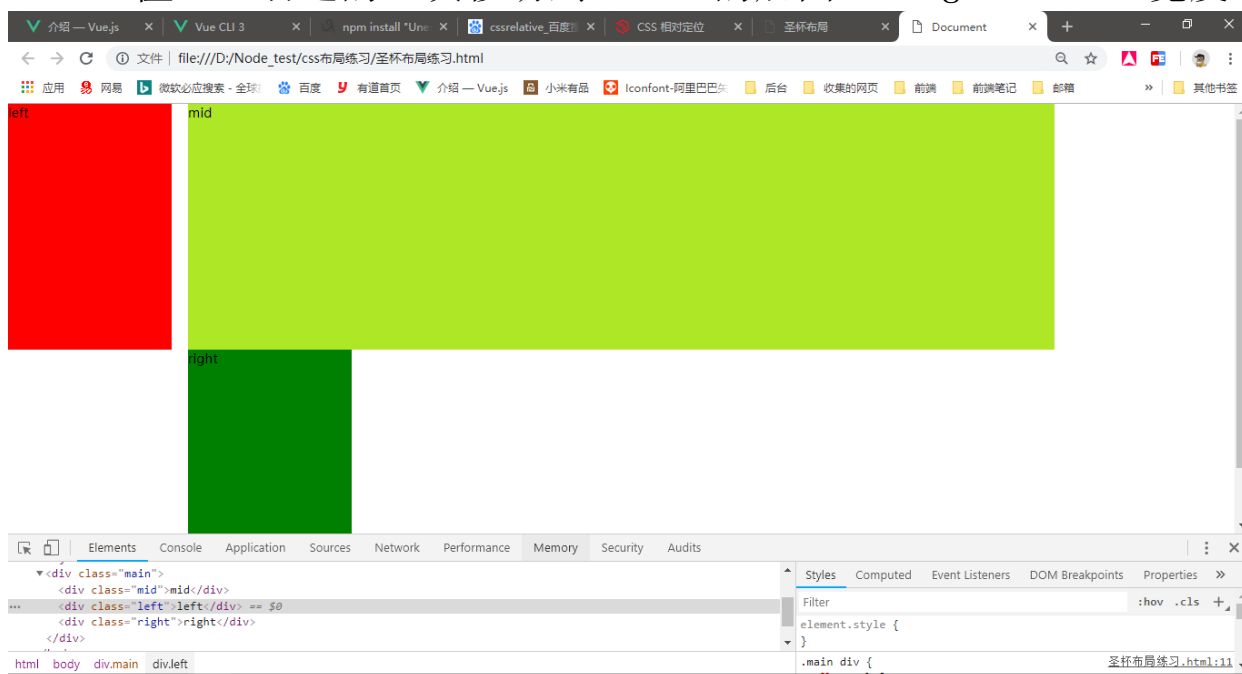 介绍 — Vue.js Vue CLI 3 npm install "Une cssrelative_百度 CSS 相对定位 圣杯布局 Document
文件 file:///D:/Node_test/css布局练习/圣杯布局练习.html
应用 网易 微软必应搜索 - 全球 百度 有道首页 介绍 — Vue.js 小米有品 Iconfont-阿里巴巴 后台 收集的网页 前端 前端笔记 邮箱 » 其他书签
left mid
right
Elements Console Application Sources Network Performance Memory Security Audits
▼<div class="main">
<div class="mid">mid</div>
··· <div class="left">left</div> == $0
<div class="right">right</div>
</div>
html body div.main div.left
Styles Computed Event Listeners DOM Breakpoints Properties »
Filter :hov .cls +
element.style {
}
.main div { 圣杯布局练习.html:11